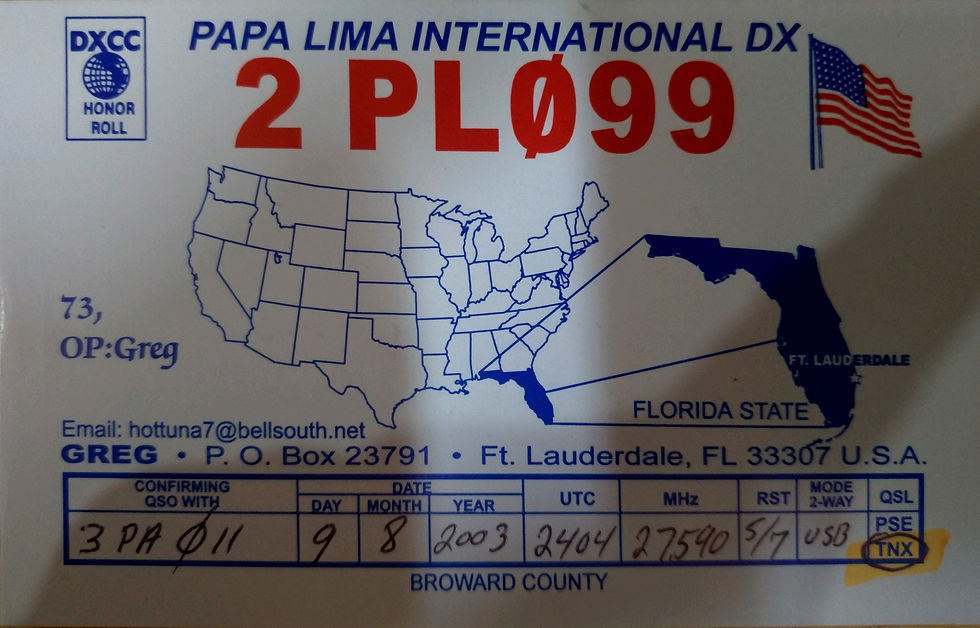 DXCC
HONOR
ROLL
PAPA LIMA INTERNATIONAL DX
2 PLØ99
73,
OP:Greg
FT. LAUDERDALE
FLORIDA STATE
Email: hottuna7@bellsouth.net
GREG • P. O. Box 23791 • Ft. Lauderdale, FL 33307 U.S.A.
CONFIRMING QSO WITH DATE UTC MHz RST MODE 2-WAY QSL
DAY MONTH YEAR
3 PA Ø11 9 8 2003 2404 27590 5/7 USB PSE
TNX
BROWARD COUNTY